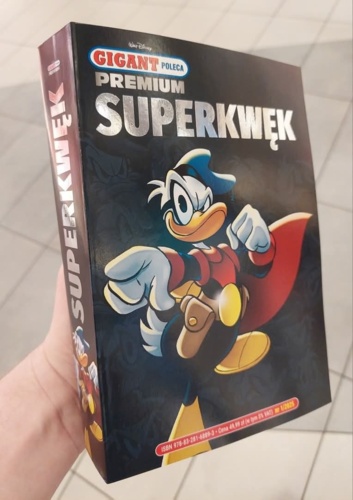 Walt Disney
GIGANT POLECA
PREMIUM
SUPERKWĘK
SUPERKWĘK